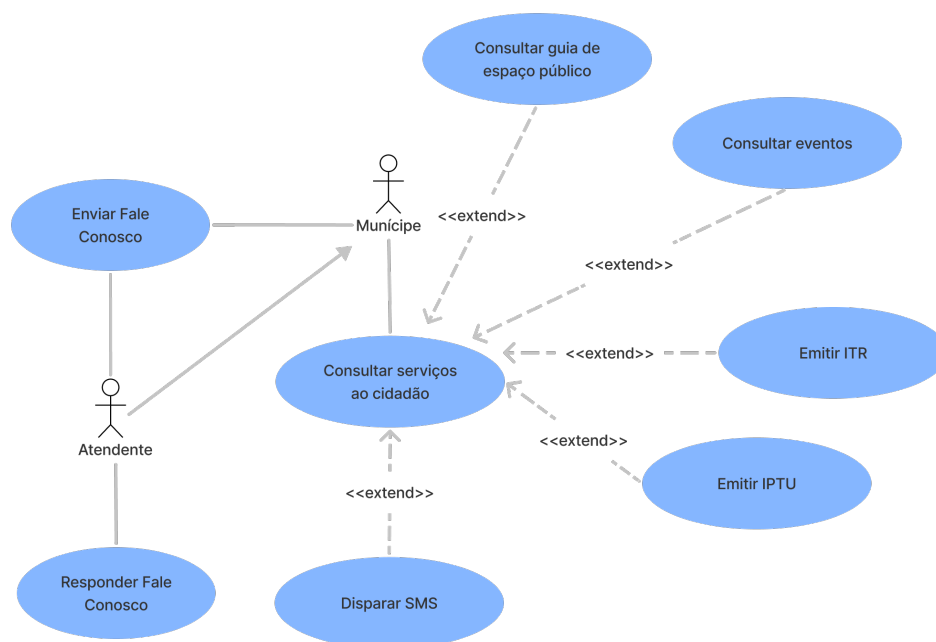 Consultar guia de
espaço público
Consultar eventos
Enviar Fale
Conosco
Munícipe
<<extend>>
<<extend>>
<<extend>>
Emitir ITR
Consultar serviços
ao cidadão
Atendente
<<extend>>
Emitir IPTU
<<extend>>
Responder Fale
Conosco
Disparar SMS